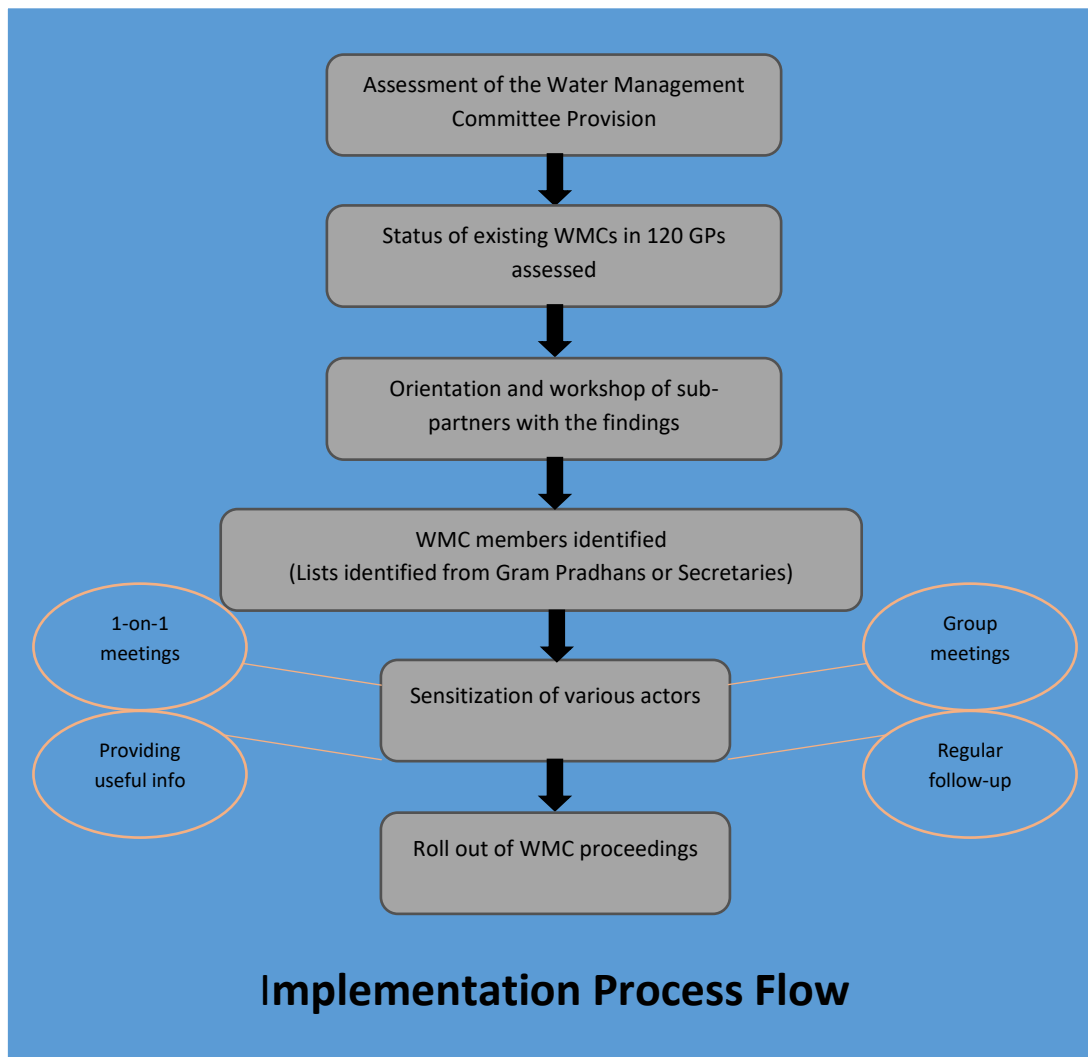 Assessment of the Water Management
Committee Provision
Status of existing WMCs in 120 GPs
assessed
Orientation and workshop of sub-
partners with the findings
WMC members identified
(Lists identified from Gram Pradhans or Secretaries)
1-on-1
meetings
Group
meetings
Sensitization of various actors
Providing
useful info
Regular
follow-up
Roll out of WMC proceedings
Implementation Process Flow